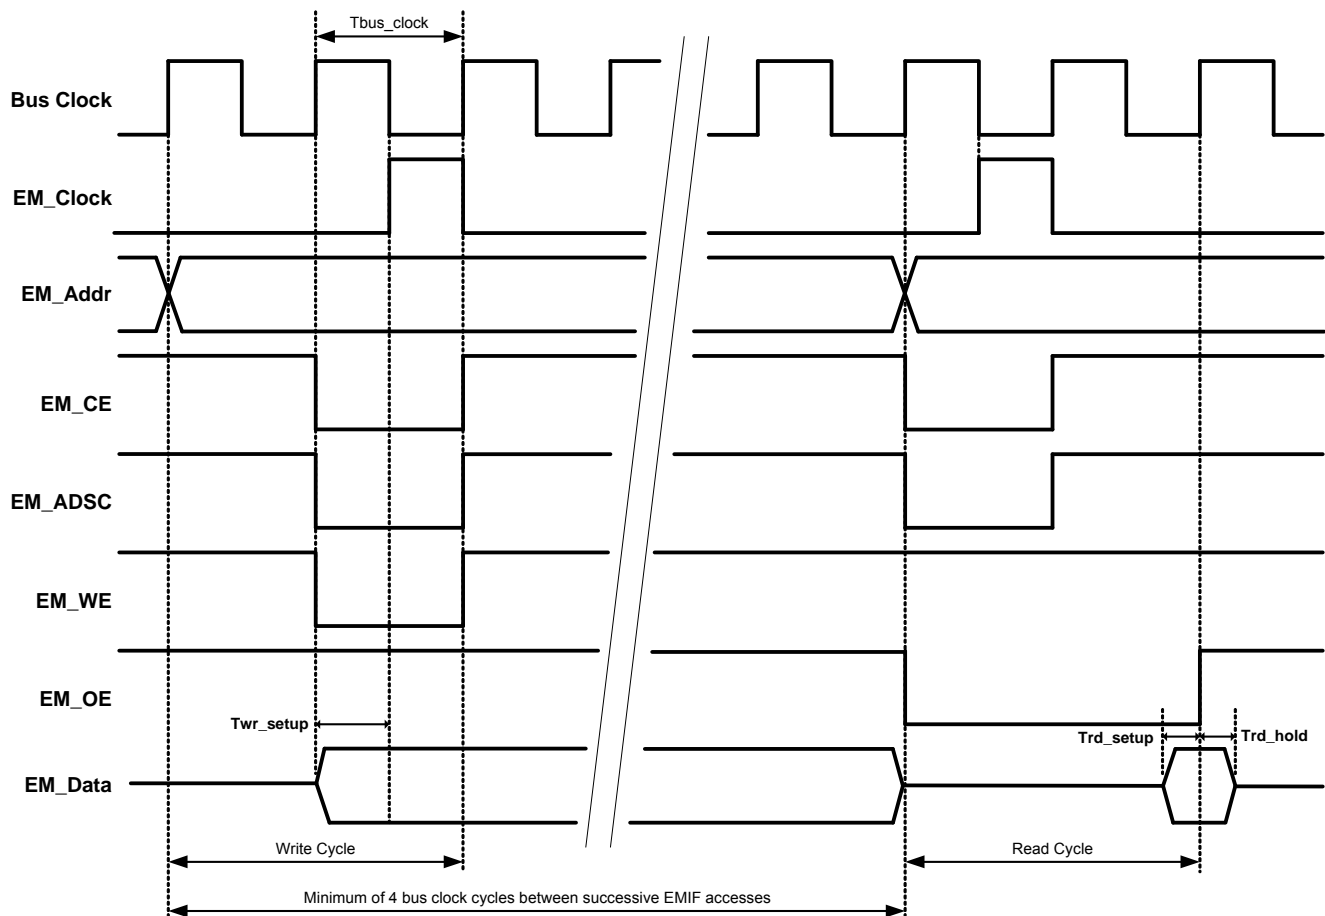 Tbus_clock
Bus Clock
EM_Clock
EM_Addr
EM_CE
EM_ADSC
EM_WE
EM_OE
Twr_setup
Trd_setup
Trd_hold
EM_Data
Write Cycle
Read Cycle
Minimum of 4 bus clock cycles between successive EMIF accesses